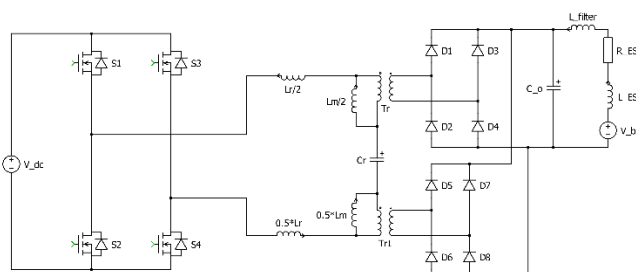 L_filter
S1
S3
D1
D3
R_ES
Lr/2
Lm/2
Tr
C_o
L ES
D2
D4
V_b
V_dc
Cr
D5
D7
0.5*Lr
0.5*Lm
Tr1
S2
S4
D6
D8